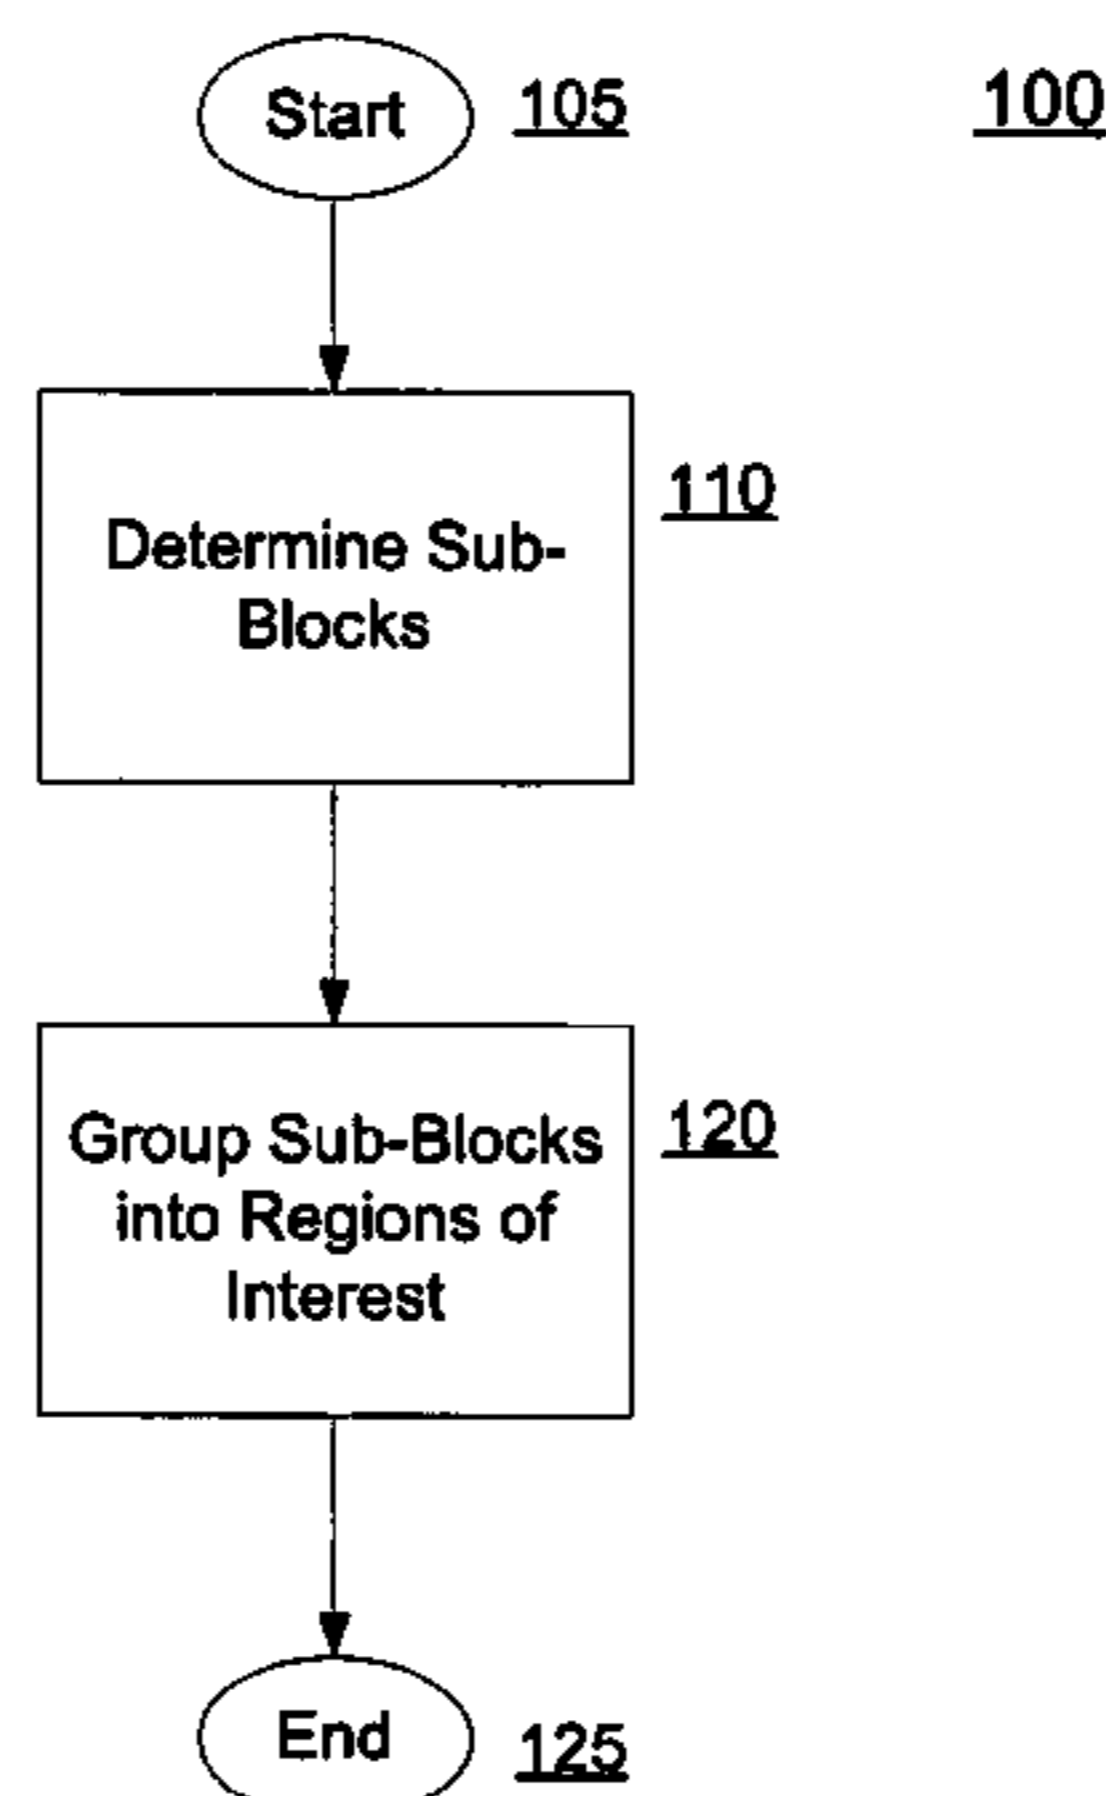 Start
105
100
Determine Sub-
Blocks
110
Group Sub-Blocks
into Regions of
Interest
120
End
125